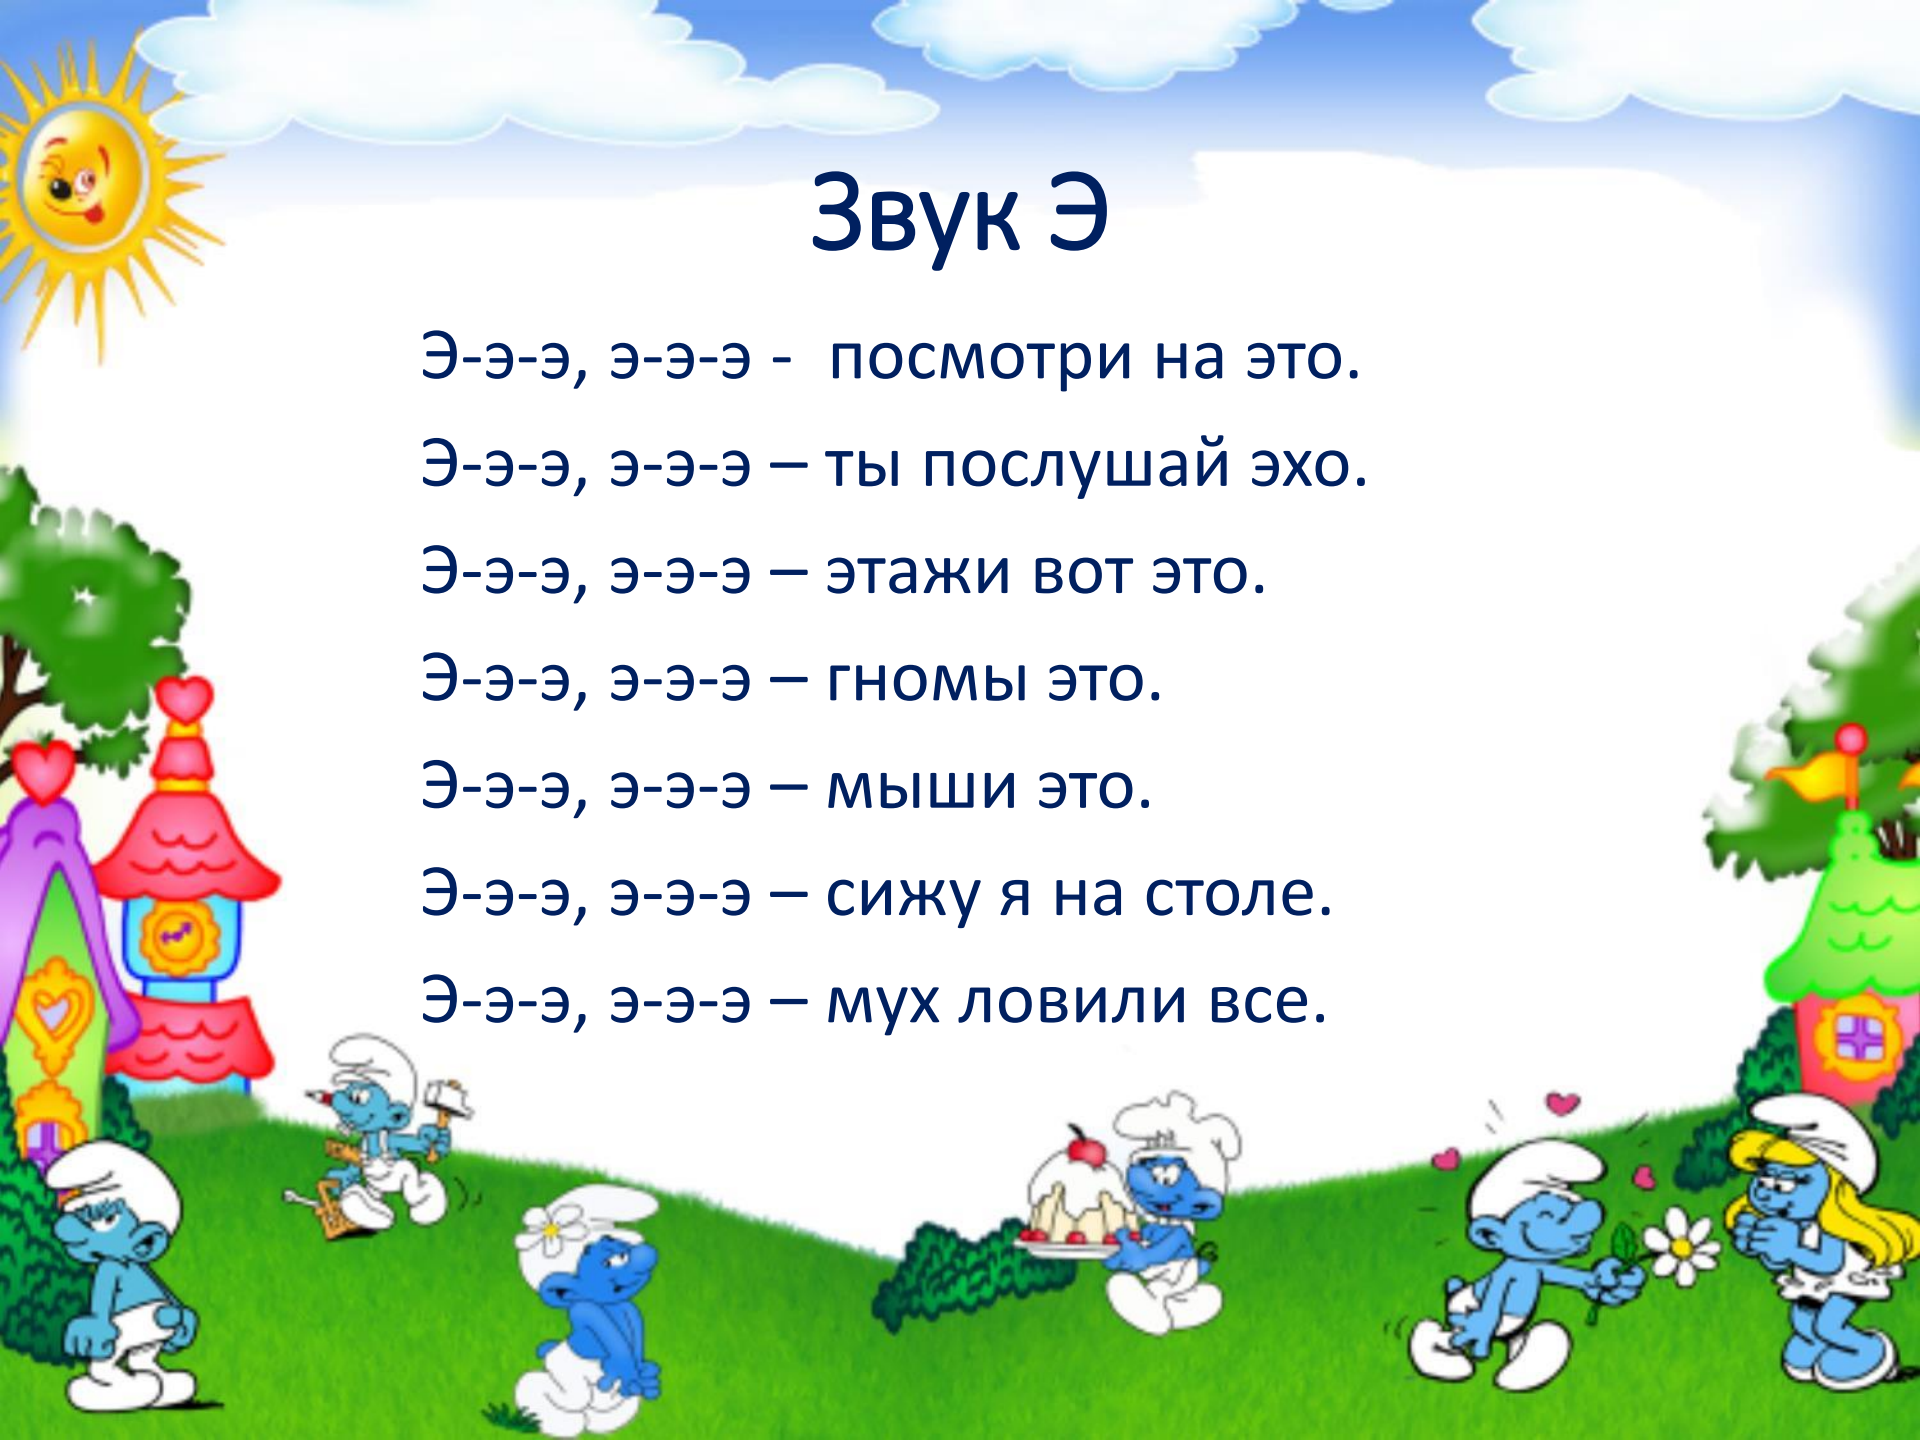 Звук Э
Э-э-э, э-э-э -  посмотри на это.
Э-э-э, э-э-э – ты послушай эхо.
Э-э-э, э-э-э – этажи вот это.
Э-э-э, э-э-э – гномы это.
Э-э-э, э-э-э – мыши это.
Э-э-э, э-э-э – сижу я на столе.
Э-э-э, э-э-э – мух ловили все.